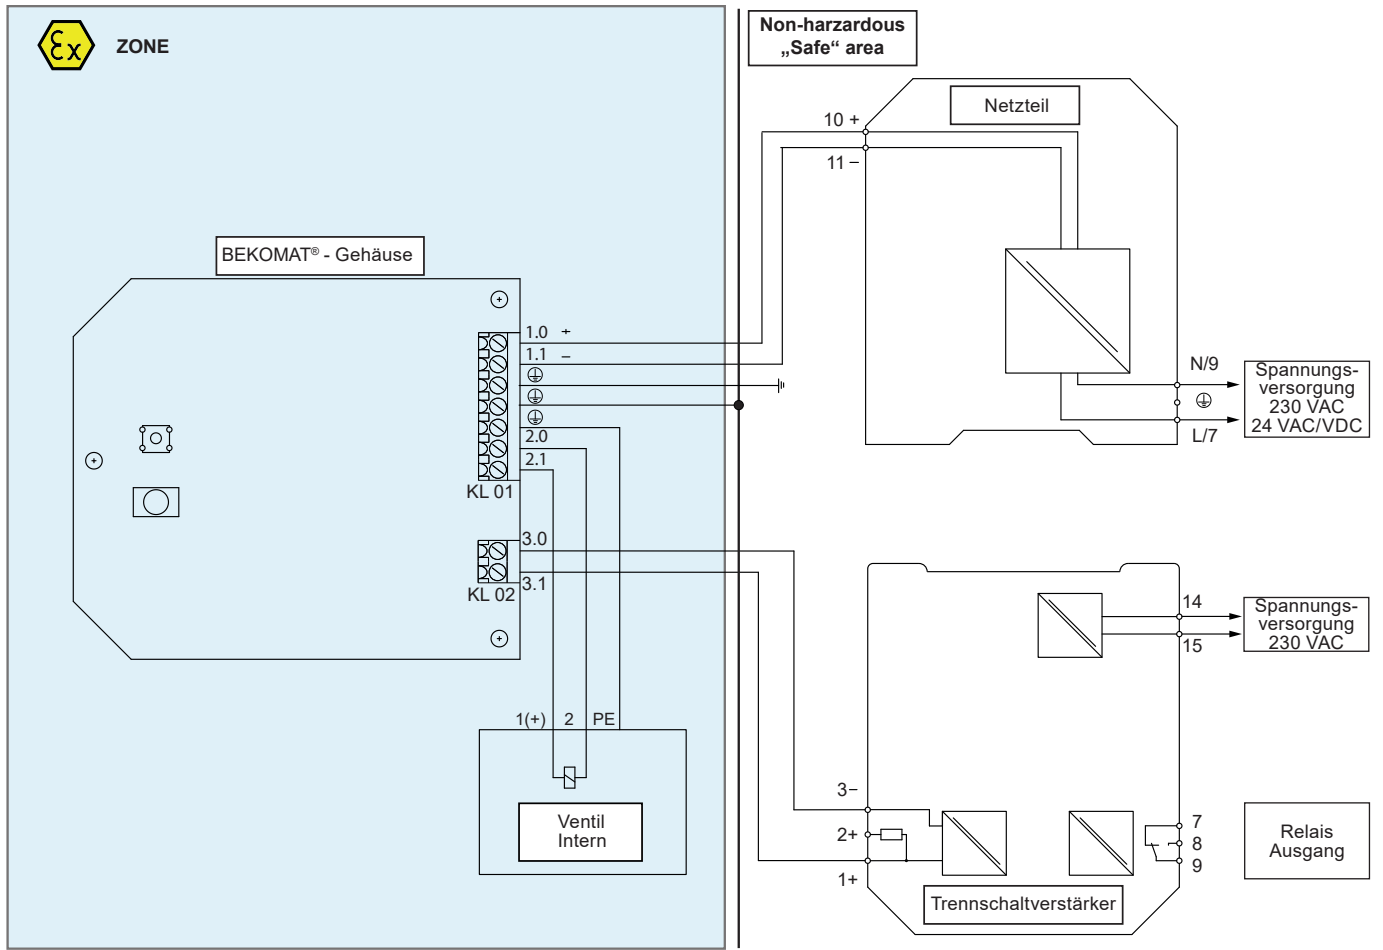 Ex
ZONE
Non-harzardous
„Safe“ area
Netzteil
10 +
11 –
BEKOMAT® - Gehäuse
1.0 +
1.1 –
2.0
2.1
KL 01
3.0
3.1
KL 02
N/9
L/7
Spannungs-
versorgung
230 VAC
24 VAC/VDC
14
15
Spannungs-
versorgung
230 VAC
1(+) 2 PE
Ventil
Intern
3–
2+
1+
7
8
9
Relais
Ausgang
Trennschaltverstärker